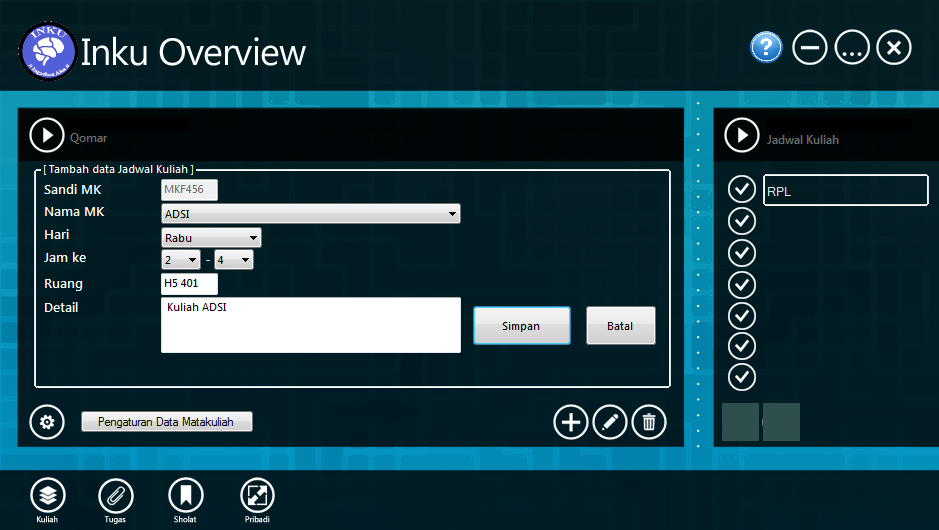 INKU
Inku Overview
?
Qomar
[ Tambah data Jadwal Kuliah ]
Sandi MK MKF456
Nama MK ADSI
Hari Rabu
Jam ke 2 - 4
Ruang H5 401
Detail Kuliah ADSI
Simpan Batal
Pengaturan Data Matakuliah
Jadwal Kuliah
RPL
Kuliah Tugas Sholat Pribadi